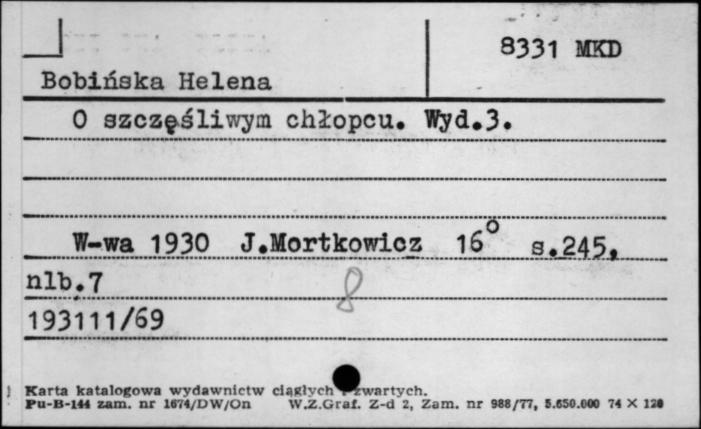 8331 MKD
Bobińska Helena
O szczęśliwym chłopcu. Wyd.3.
W-wa 1930 J.Mortkowicz 16° s.245,
nlb.7
8
193111/69
Karta katalogowa wydawnictw ciągłych i zwartych.
Pu-B-144 zam. nr 1674/DW/On W.Z.Graf. Z-d 2, Zam. nr 988/77, 5.650.000 74 X 120